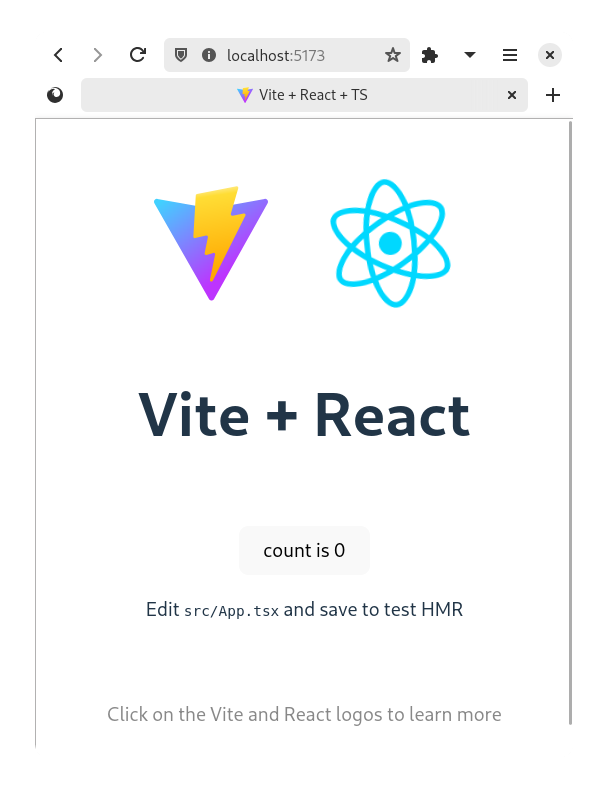 localhost:5173
Vite + React + TS
Vite + React
count is 0
Edit src/App.tsx and save to test HMR
Click on the Vite and React logos to learn more